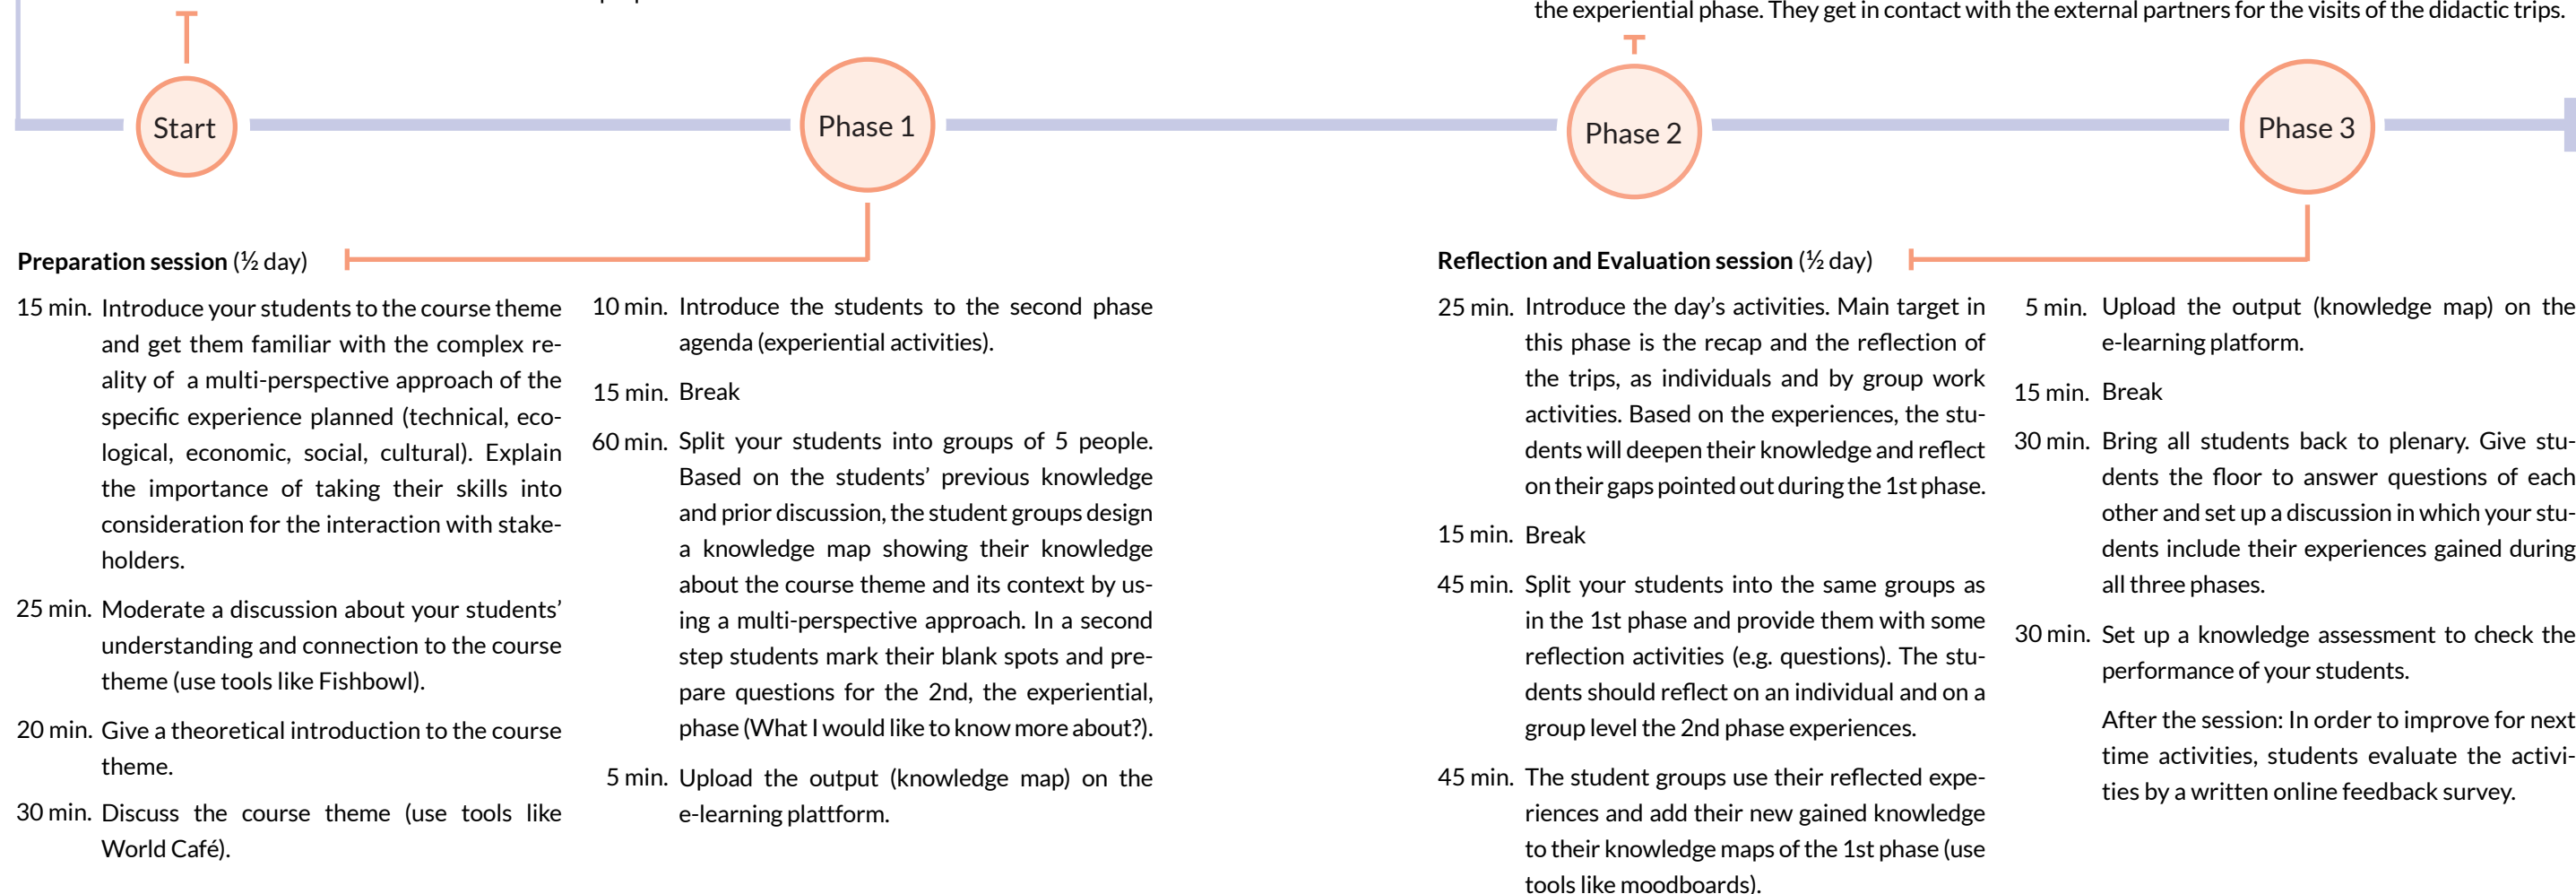 the experiential phase. They get in contact with the external partners for the visits of the didactic trips.
Start
Phase 1
Phase 2
Phase 3
Preparation session (½ day)
15 min. Introduce your students to the course theme
and get them familiar with the complex re-
ality of a multi-perspective approach of the
specific experience planned (technical, eco-
logical, economic, social, cultural). Explain
the importance of taking their skills into
consideration for the interaction with stake-
holders.
25 min. Moderate a discussion about your students’
understanding and connection to the course
theme (use tools like Fishbowl).
20 min. Give a theoretical introduction to the course
theme.
30 min. Discuss the course theme (use tools like
World Café).
10 min. Introduce the students to the second phase
agenda (experiential activities).
15 min. Break
60 min. Split your students into groups of 5 people.
Based on the students’ previous knowledge
and prior discussion, the student groups design
a knowledge map showing their knowledge
about the course theme and its context by us-
ing a multi-perspective approach. In a second
step students mark their blank spots and pre-
pare questions for the 2nd, the experiential,
phase (What I would like to know more about?).
5 min. Upload the output (knowledge map) on the
e-learning plattform.
Reflection and Evaluation session (½ day)
25 min. Introduce the day’s activities. Main target in
this phase is the recap and the reflection of
the trips, as individuals and by group work
activities. Based on the experiences, the stu-
dents will deepen their knowledge and reflect
on their gaps pointed out during the 1st phase.
15 min. Break
45 min. Split your students into the same groups as
in the 1st phase and provide them with some
reflection activities (e.g. questions). The stu-
dents should reflect on an individual and on a
group level the 2nd phase experiences.
45 min. The student groups use their reflected expe-
riences and add their new gained knowledge
to their knowledge maps of the 1st phase (use
tools like moodboards).
5 min. Upload the output (knowledge map) on the
e-learning platform.
15 min. Break
30 min. Bring all students back to plenary. Give stu-
dents the floor to answer questions of each
other and set up a discussion in which your stu-
dents include their experiences gained during
all three phases.
30 min. Set up a knowledge assessment to check the
performance of your students.
After the session: In order to improve for next
time activities, students evaluate the activi-
ties by a written online feedback survey.